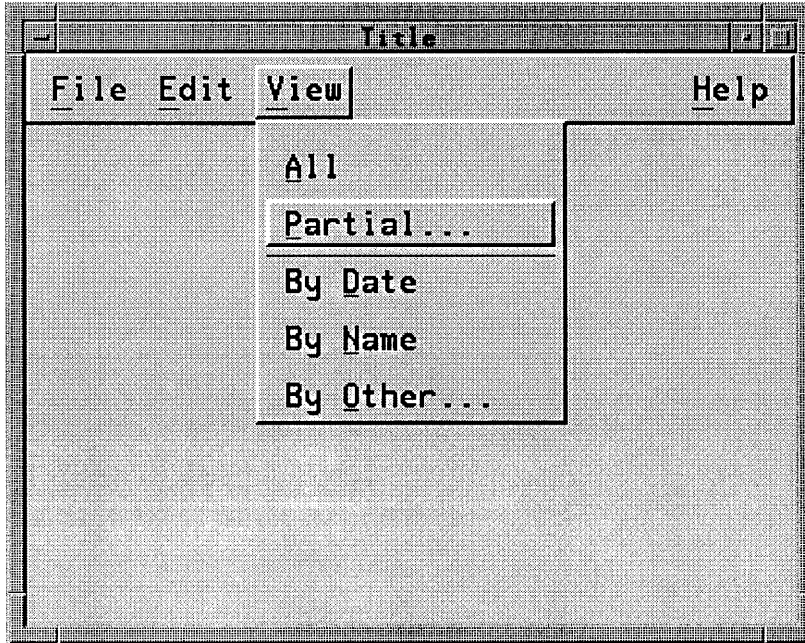 Title
File Edit View Help
All
Partial...
By Date
By Name
By Other...